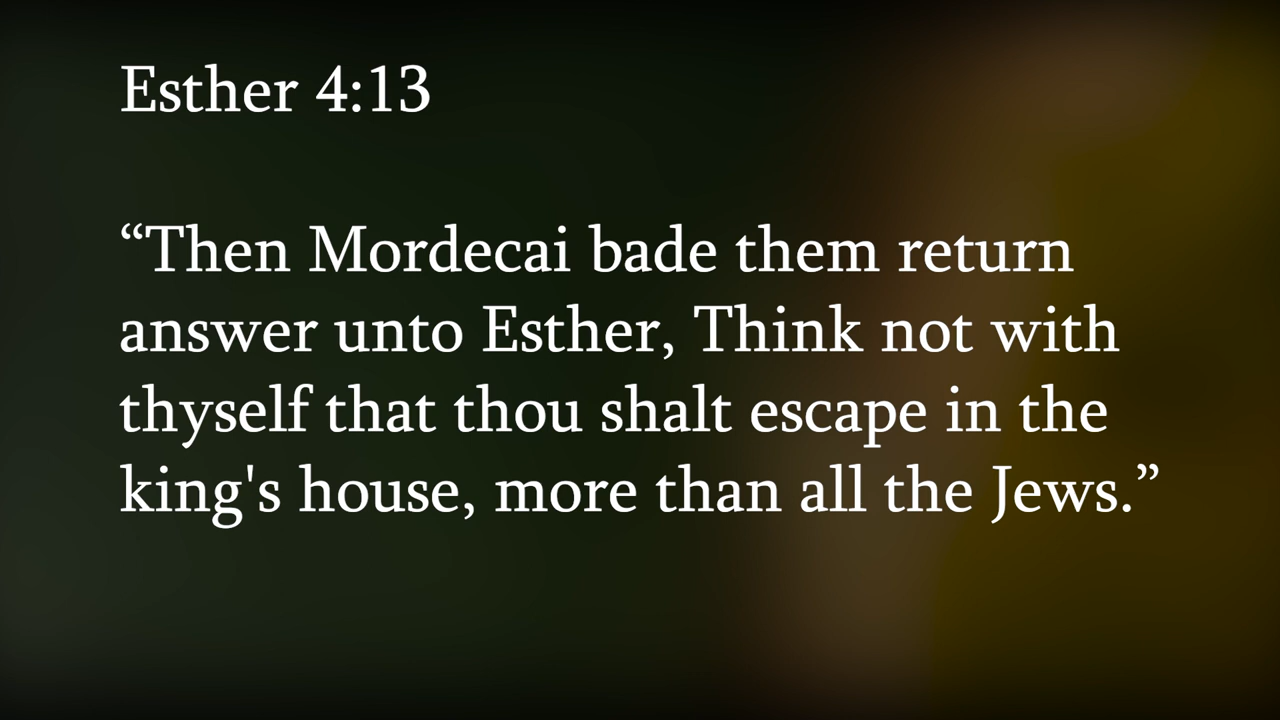 Esther 4:13
“Then Mordecai bade them return
answer unto Esther, Think not with
thyself that thou shalt escape in the
king's house, more than all the Jews.”